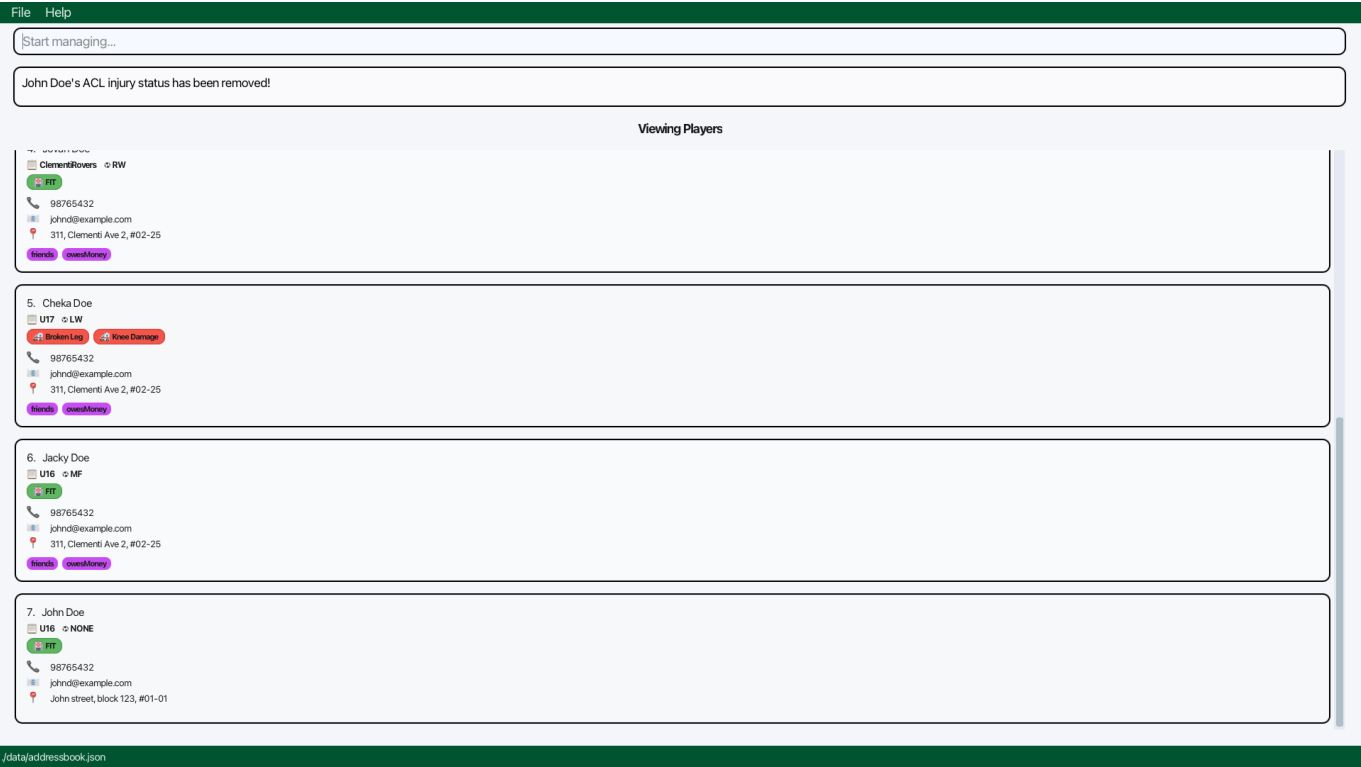 File Help
Start managing...
John Doe's ACL injury status has been removed!
Viewing Players
4. Jovan Doe
ClementiRovers RW
FIT
98765432
johnd@example.com
311, Clementi Ave 2, #02-25
friends owesMoney
5. Cheka Doe
U17 LW
Broken Leg Knee Damage
98765432
johnd@example.com
311, Clementi Ave 2, #02-25
friends owesMoney
6. Jacky Doe
U16 MF
FIT
98765432
johnd@example.com
311, Clementi Ave 2, #02-25
friends owesMoney
7. John Doe
U16 NONE
FIT
98765432
johnd@example.com
John street, block 123, #01-01
./data/addressbook.json